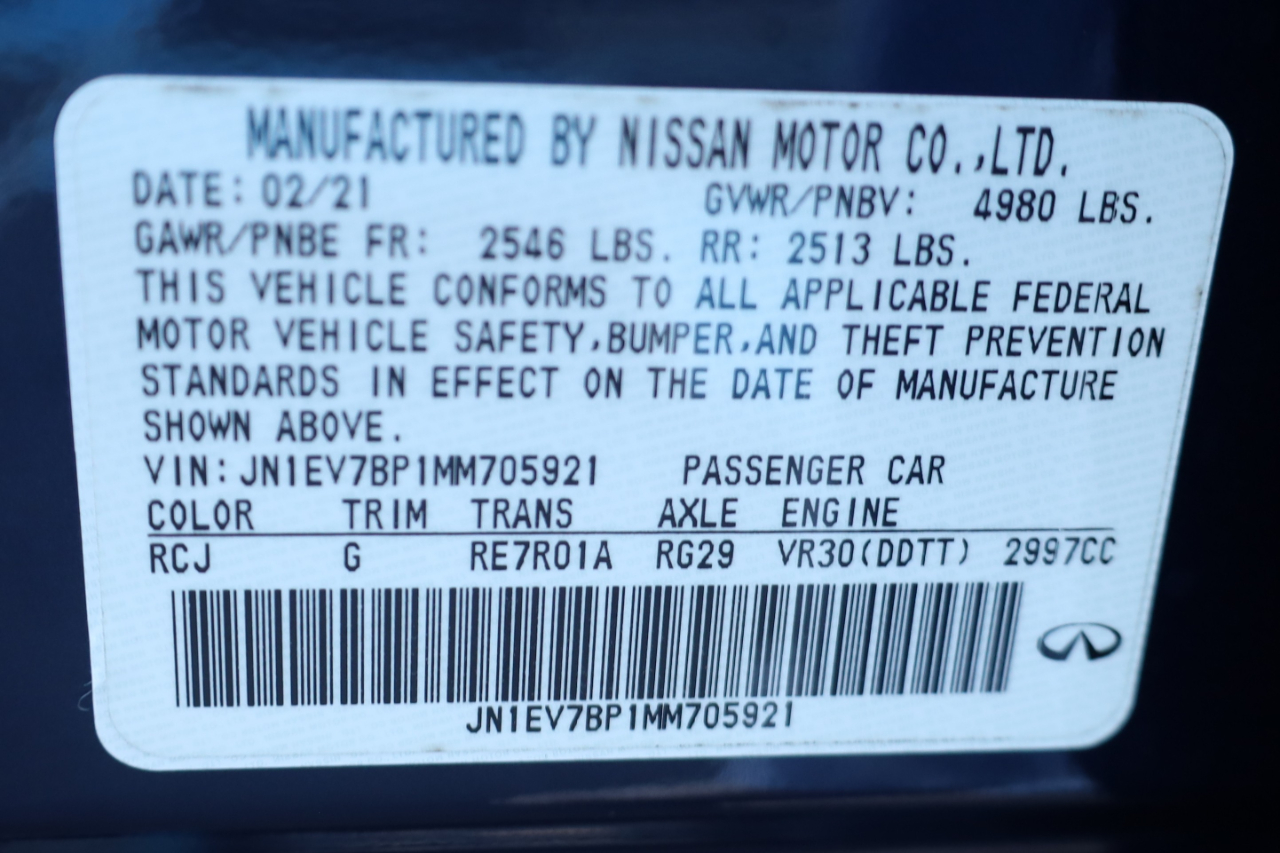 MANUFACTURED BY NISSAN MOTOR CO.,LTD.
DATE: 02/21 GVWR/PNBV: 4980 LBS.
GAWR/PNBE FR: 2546 LBS. RR: 2513 LBS.
THIS VEHICLE CONFORMS TO ALL APPLICABLE FEDERAL
MOTOR VEHICLE SAFETY,BUMPER,AND THEFT PREVENTION
STANDARDS IN EFFECT ON THE DATE OF MANUFACTURE
SHOWN ABOVE.
VIN:JN1EV7BP1MM705921 PASSENGER CAR
COLOR TRIM TRANS AXLE ENGINE
RCJ G RE7R01A RG29 VR30(DDTT) 2997CC
JN1EV7BP1MM705921